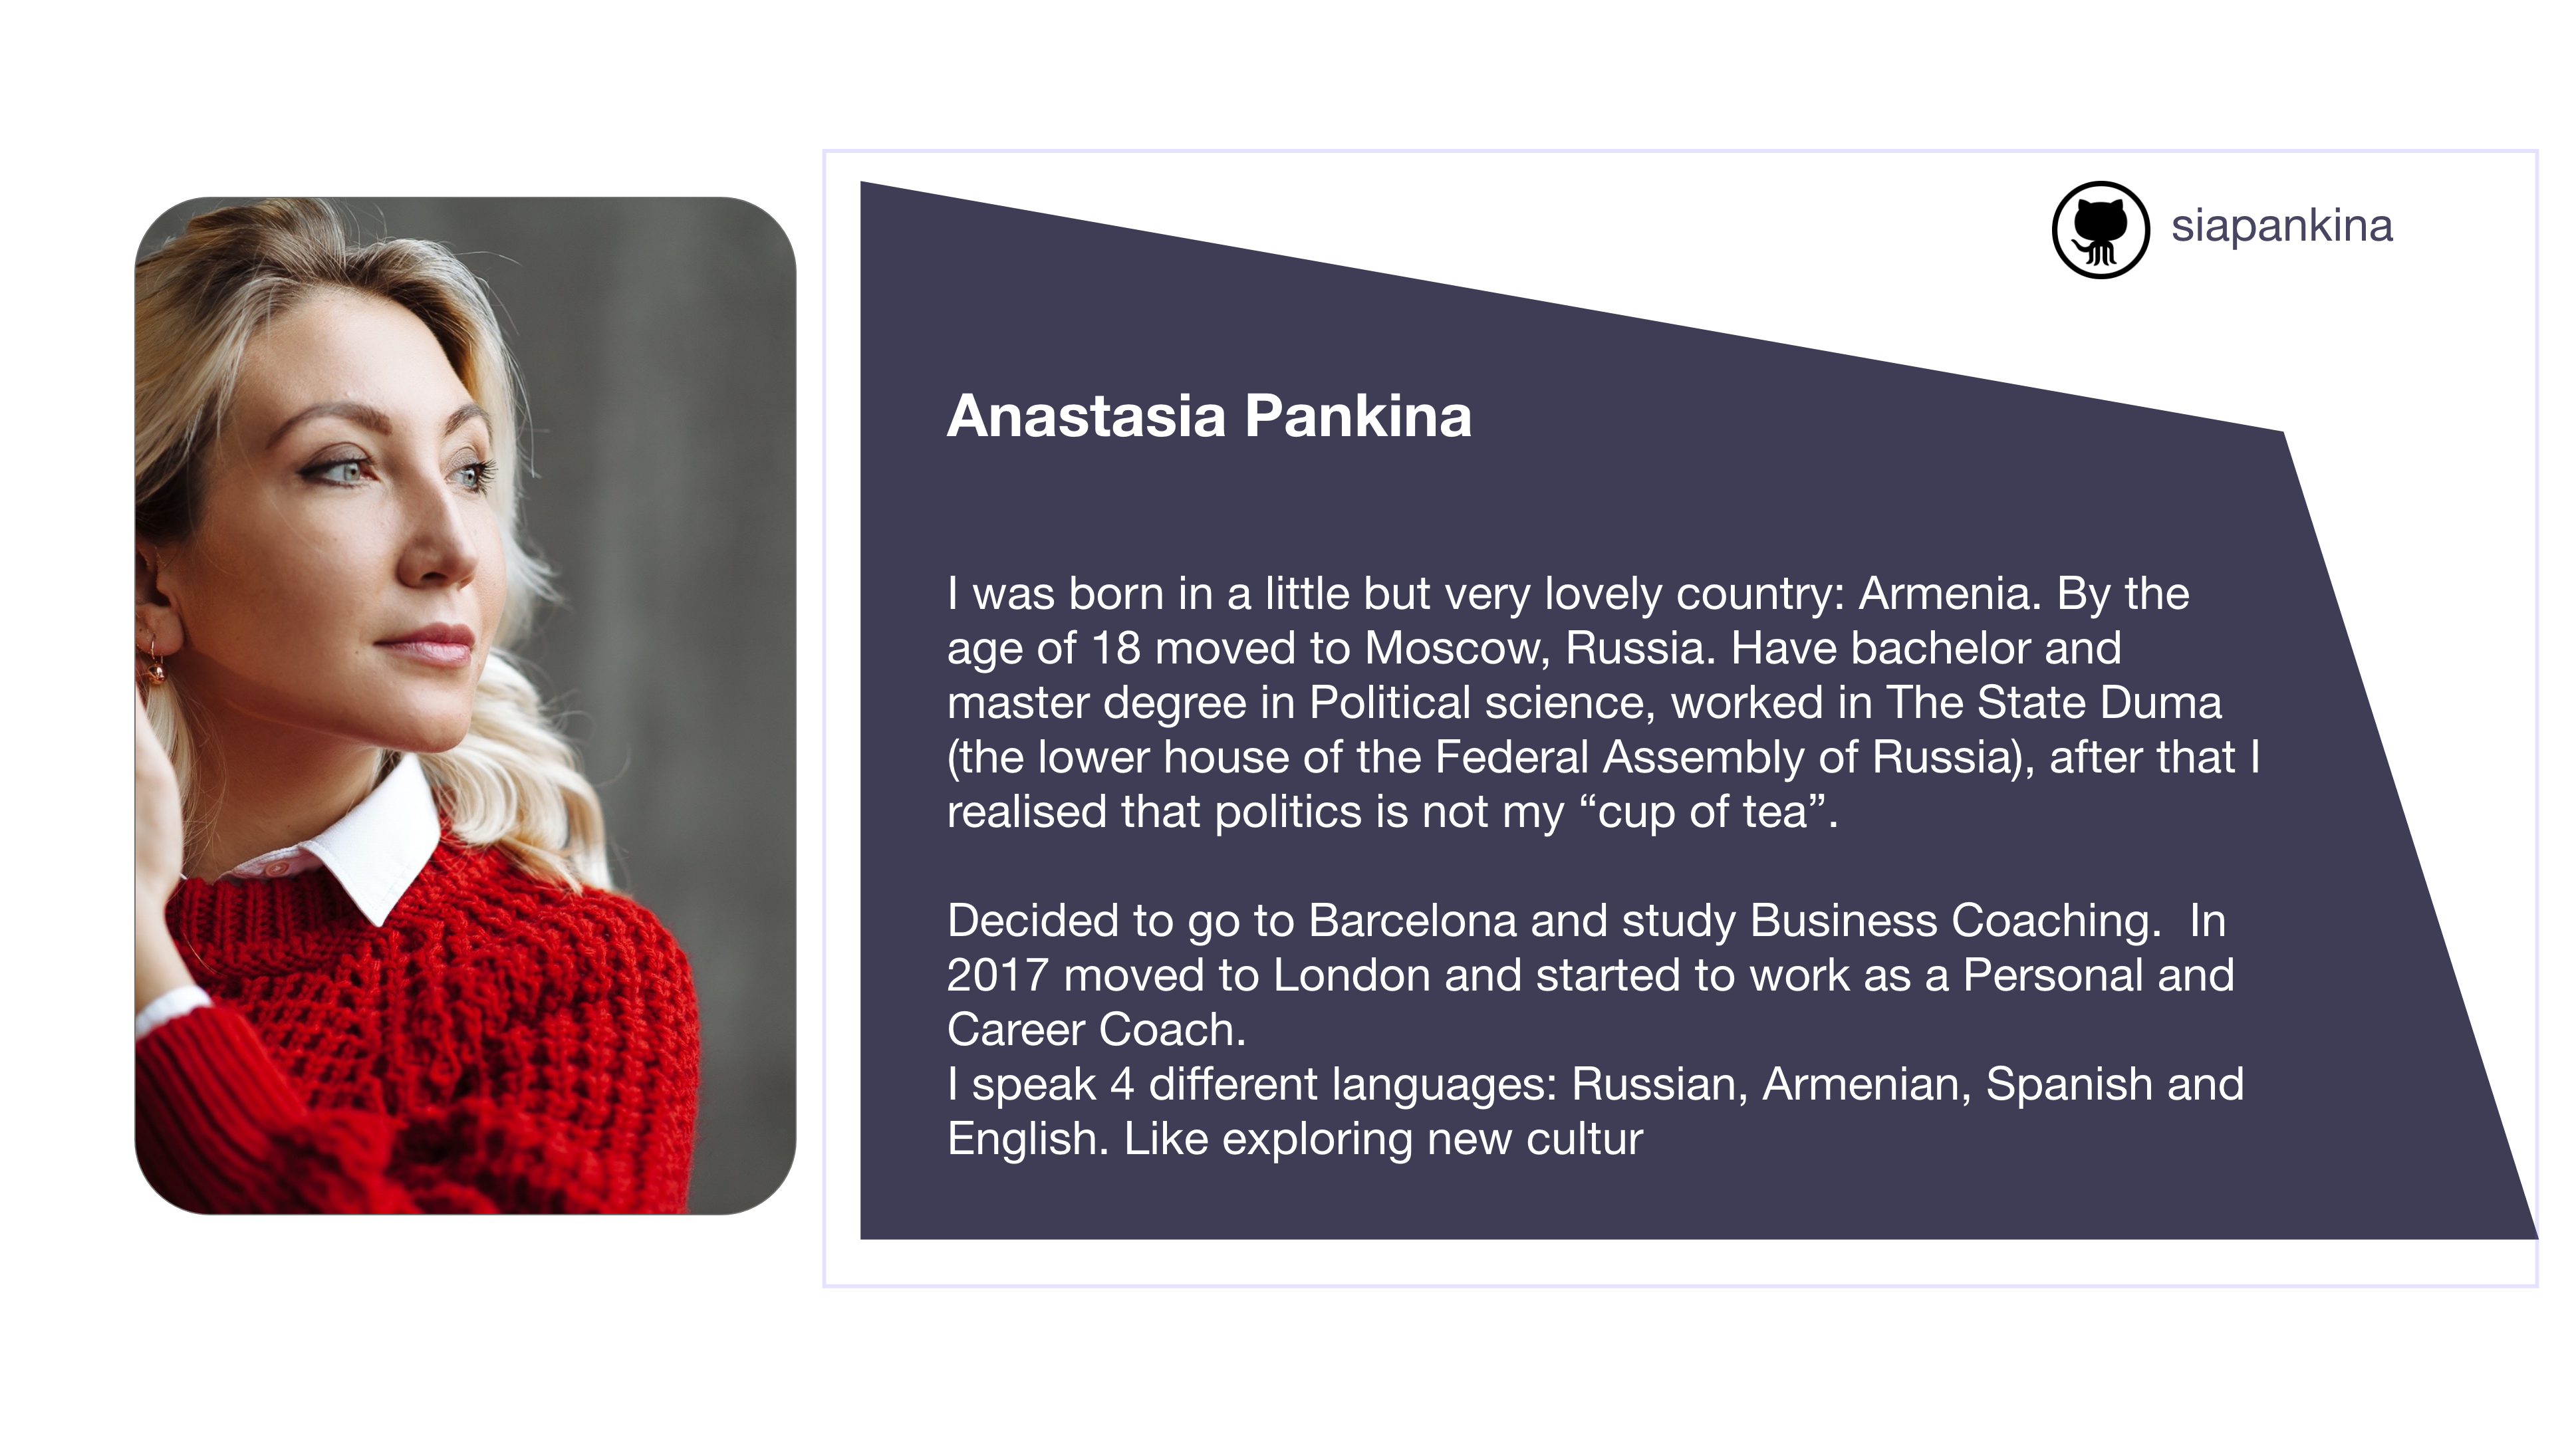 siapankina
Anastasia Pankina
I was born in a little but very lovely country: Armenia. By the
age of 18 moved to Moscow, Russia. Have bachelor and
master degree in Political science, worked in The State Duma
(the lower house of the Federal Assembly of Russia), after that I
realised that politics is not my “cup of tea”.
Decided to go to Barcelona and study Business Coaching.  In
2017 moved to London and started to work as a Personal and
Career Coach.
I speak 4 different languages: Russian, Armenian, Spanish and
English. Like exploring new cultur